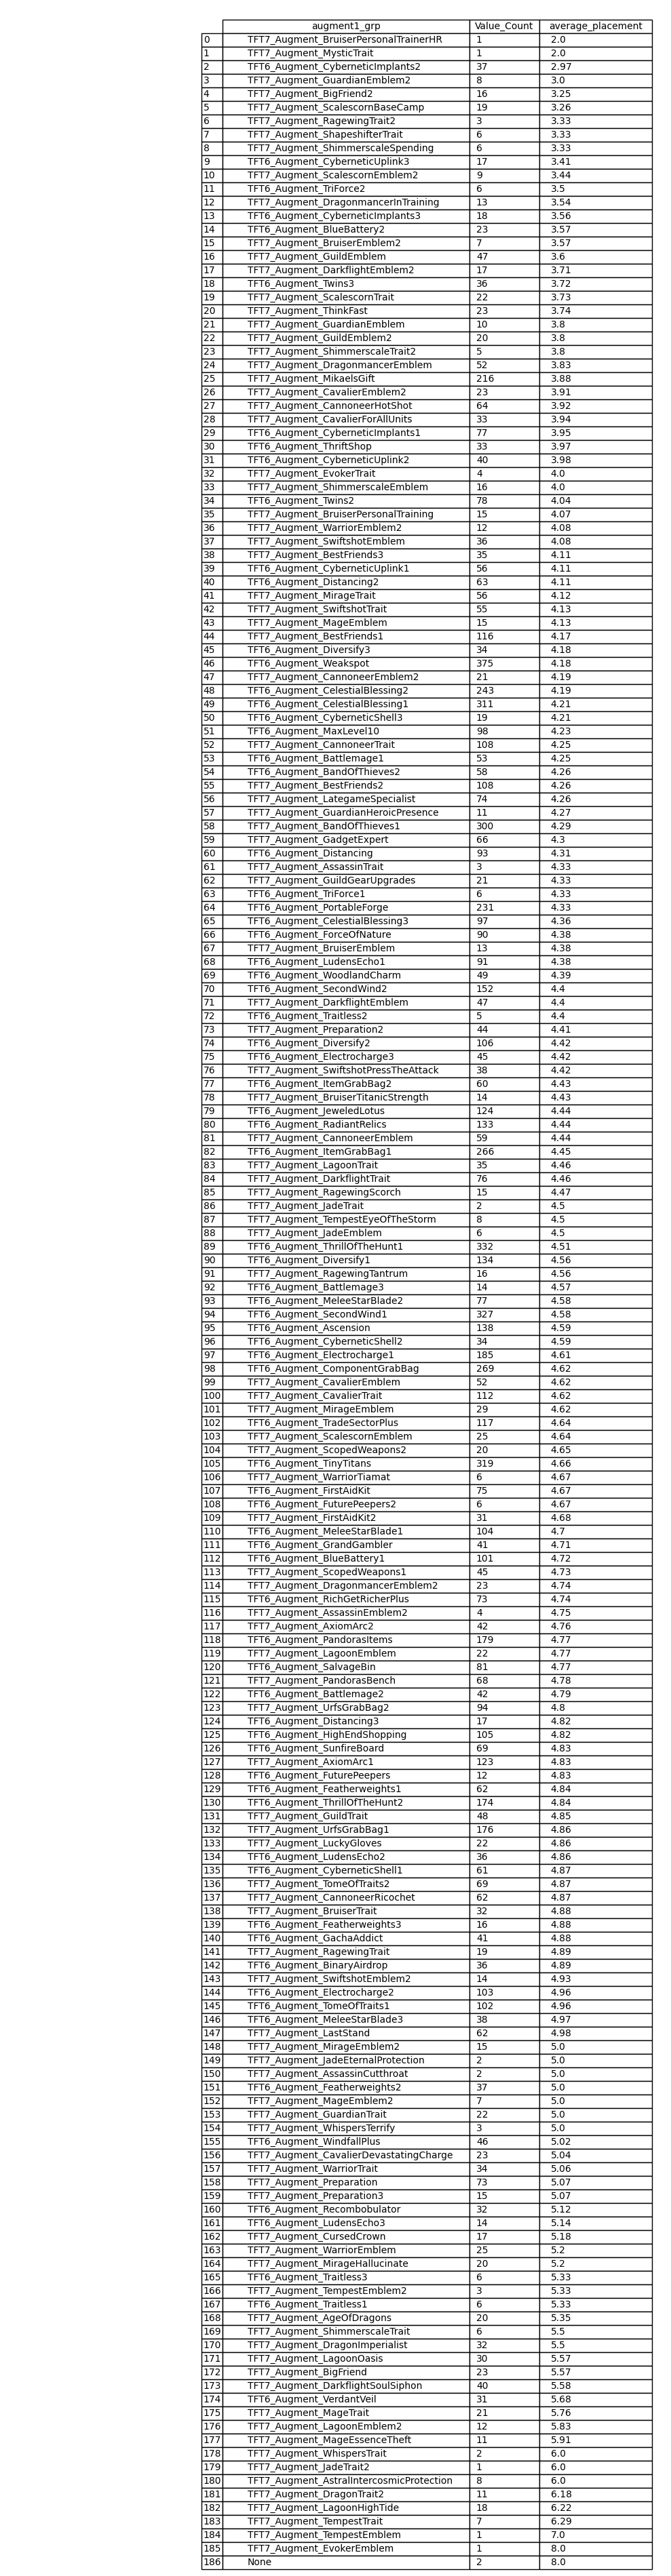 augment1_grp Value_Count average_placement
0 TFT7_Augment_BruiserPersonalTrainerHR 1 2.0
1 TFT7_Augment_MysticTrait 1 2.0
2 TFT6_Augment_CyberneticImplants2 37 2.97
3 TFT7_Augment_GuardianEmblem2 8 3.0
4 TFT7_Augment_BigFriend2 16 3.25
5 TFT7_Augment_ScalescornBaseCamp 19 3.26
6 TFT7_Augment_RagewingTrait2 3 3.33
7 TFT7_Augment_ShapeshifterTrait 6 3.33
8 TFT7_Augment_ShimmerscaleSpending 6 3.33
9 TFT6_Augment_CyberneticUplink3 17 3.41
10 TFT7_Augment_ScalescornEmblem2 9 3.44
11 TFT6_Augment_TriForce2 6 3.5
12 TFT7_Augment_DragonmancerInTraining 13 3.54
13 TFT6_Augment_CyberneticImplants3 18 3.56
14 TFT6_Augment_BlueBattery2 23 3.57
15 TFT7_Augment_BruiserEmblem2 7 3.57
16 TFT7_Augment_GuildEmblem 47 3.6
17 TFT7_Augment_DarkflightEmblem2 17 3.71
18 TFT6_Augment_Twins3 36 3.72
19 TFT7_Augment_ScalescornTrait 22 3.73
20 TFT7_Augment_ThinkFast 23 3.74
21 TFT7_Augment_GuardianEmblem 10 3.8
22 TFT7_Augment_GuildEmblem2 20 3.8
23 TFT7_Augment_ShimmerscaleTrait2 5 3.8
24 TFT7_Augment_DragonmancerEmblem 52 3.83
25 TFT7_Augment_MikaelsGift 216 3.88
26 TFT7_Augment_CavalierEmblem2 23 3.91
27 TFT7_Augment_CannoneerHotShot 64 3.92
28 TFT7_Augment_CavalierForAllUnits 33 3.94
29 TFT6_Augment_CyberneticImplants1 77 3.95
30 TFT6_Augment_ThriftShop 33 3.97
31 TFT6_Augment_CyberneticUplink2 40 3.98
32 TFT7_Augment_EvokerTrait 4 4.0
33 TFT7_Augment_ShimmerscaleEmblem 16 4.0
34 TFT6_Augment_Twins2 78 4.04
35 TFT7_Augment_BruiserPersonalTraining 15 4.07
36 TFT7_Augment_WarriorEmblem2 12 4.08
37 TFT7_Augment_SwiftshotEmblem 36 4.08
38 TFT7_Augment_BestFriends3 35 4.11
39 TFT6_Augment_CyberneticUplink1 56 4.11
40 TFT6_Augment_Distancing2 63 4.11
41 TFT7_Augment_MirageTrait 56 4.12
42 TFT7_Augment_SwiftshotTrait 55 4.13
43 TFT7_Augment_MageEmblem 15 4.13
44 TFT7_Augment_BestFriends1 116 4.17
45 TFT6_Augment_Diversify3 34 4.18
46 TFT6_Augment_Weakspot 375 4.18
47 TFT7_Augment_CannoneerEmblem2 21 4.19
48 TFT6_Augment_CelestialBlessing2 243 4.19
49 TFT6_Augment_CelestialBlessing1 311 4.21
50 TFT6_Augment_CyberneticShell3 19 4.21
51 TFT6_Augment_MaxLevel10 98 4.23
52 TFT7_Augment_CannoneerTrait 108 4.25
53 TFT6_Augment_Battlemage1 53 4.25
54 TFT6_Augment_BandOfThieves2 58 4.26
55 TFT7_Augment_BestFriends2 108 4.26
56 TFT7_Augment_LategameSpecialist 74 4.26
57 TFT7_Augment_GuardianHeroicPresence 11 4.27
58 TFT7_Augment_BandOfThieves1 300 4.29
59 TFT7_Augment_GadgetExpert 66 4.3
60 TFT6_Augment_Distancing 93 4.31
61 TFT7_Augment_AssassinTrait 3 4.33
62 TFT7_Augment_GuildGearUpgrades 21 4.33
63 TFT6_Augment_TriForce1 6 4.33
64 TFT6_Augment_PortableForge 231 4.33
65 TFT6_Augment_CelestialBlessing3 97 4.36
66 TFT6_Augment_ForceOfNature 90 4.38
67 TFT7_Augment_BruiserEmblem 13 4.38
68 TFT6_Augment_LudensEcho1 91 4.38
69 TFT6_Augment_WoodlandCharm 49 4.39
70 TFT6_Augment_SecondWind2 152 4.4
71 TFT7_Augment_DarkflightEmblem 47 4.4
72 TFT6_Augment_Traitless2 5 4.4
73 TFT7_Augment_Preparation2 44 4.41
74 TFT6_Augment_Diversify2 106 4.42
75 TFT6_Augment_Electrocharge3 45 4.42
76 TFT7_Augment_SwiftshotPressTheAttack 38 4.42
77 TFT6_Augment_ItemGrabBag2 60 4.43
78 TFT7_Augment_BruiserTitanicStrength 14 4.43
79 TFT6_Augment_JeweledLotus 124 4.44
80 TFT6_Augment_RadiantRelics 133 4.44
81 TFT7_Augment_CannoneerEmblem 59 4.44
82 TFT6_Augment_ItemGrabBag1 266 4.45
83 TFT7_Augment_LagoonTrait 35 4.46
84 TFT7_Augment_DarkflightTrait 76 4.46
85 TFT7_Augment_RagewingScorch 15 4.47
86 TFT7_Augment_JadeTrait 2 4.5
87 TFT7_Augment_TempestEyeOfTheStorm 8 4.5
88 TFT7_Augment_JadeEmblem 6 4.5
89 TFT6_Augment_ThrillOfTheHunt1 332 4.51
90 TFT6_Augment_Diversify1 134 4.56
91 TFT7_Augment_RagewingTantrum 16 4.56
92 TFT6_Augment_Battlemage3 14 4.57
93 TFT6_Augment_MeleeStarBlade2 77 4.58
94 TFT6_Augment_SecondWind1 327 4.58
95 TFT6_Augment_Ascension 138 4.59
96 TFT6_Augment_CyberneticShell2 34 4.59
97 TFT6_Augment_Electrocharge1 185 4.61
98 TFT6_Augment_ComponentGrabBag 269 4.62
99 TFT7_Augment_CavalierEmblem 52 4.62
100 TFT7_Augment_CavalierTrait 112 4.62
101 TFT7_Augment_MirageEmblem 29 4.62
102 TFT6_Augment_TradeSectorPlus 117 4.64
103 TFT7_Augment_ScalescornEmblem 25 4.64
104 TFT7_Augment_ScopedWeapons2 20 4.65
105 TFT6_Augment_TinyTitans 319 4.66
106 TFT7_Augment_WarriorTiamat 6 4.67
107 TFT6_Augment_FirstAidKit 75 4.67
108 TFT6_Augment_FuturePeepers2 6 4.67
109 TFT7_Augment_FirstAidKit2 31 4.68
110 TFT6_Augment_MeleeStarBlade1 104 4.7
111 TFT6_Augment_GrandGambler 41 4.71
112 TFT6_Augment_BlueBattery1 101 4.72
113 TFT7_Augment_ScopedWeapons1 45 4.73
114 TFT7_Augment_DragonmancerEmblem2 23 4.74
115 TFT6_Augment_RichGetRicherPlus 73 4.74
116 TFT7_Augment_AssassinEmblem2 4 4.75
117 TFT7_Augment_AxiomArc2 42 4.76
118 TFT6_Augment_PandorasItems 179 4.77
119 TFT7_Augment_LagoonEmblem 22 4.77
120 TFT6_Augment_SalvageBin 81 4.77
121 TFT7_Augment_PandorasBench 68 4.78
122 TFT6_Augment_Battlemage2 42 4.79
123 TFT7_Augment_UrfsGrabBag2 94 4.8
124 TFT6_Augment_Distancing3 17 4.82
125 TFT6_Augment_HighEndShopping 105 4.82
126 TFT6_Augment_SunfireBoard 69 4.83
127 TFT7_Augment_AxiomArc1 123 4.83
128 TFT6_Augment_FuturePeepers 12 4.83
129 TFT6_Augment_Featherweights1 62 4.84
130 TFT6_Augment_ThrillOfTheHunt2 174 4.84
131 TFT7_Augment_GuildTrait 48 4.85
132 TFT7_Augment_UrfsGrabBag1 176 4.86
133 TFT7_Augment_LuckyGloves 22 4.86
134 TFT6_Augment_LudensEcho2 36 4.86
135 TFT6_Augment_CyberneticShell1 61 4.87
136 TFT7_Augment_TomeOfTraits2 69 4.87
137 TFT7_Augment_CannoneerRicochet 62 4.87
138 TFT7_Augment_BruiserTrait 32 4.88
139 TFT6_Augment_Featherweights3 16 4.88
140 TFT7_Augment_GachaAddict 41 4.88
141 TFT7_Augment_RagewingTrait 19 4.89
142 TFT6_Augment_BinaryAirdrop 36 4.89
143 TFT7_Augment_SwiftshotEmblem2 14 4.93
144 TFT6_Augment_Electrocharge2 103 4.96
145 TFT6_Augment_TomeOfTraits1 102 4.96
146 TFT6_Augment_MeleeStarBlade3 38 4.97
147 TFT7_Augment_LastStand 62 4.98
148 TFT7_Augment_MirageEmblem2 15 5.0
149 TFT7_Augment_JadeEternalProtection 2 5.0
150 TFT7_Augment_AssassinCutthroat 2 5.0
151 TFT6_Augment_Featherweights2 37 5.0
152 TFT7_Augment_MageEmblem2 7 5.0
153 TFT7_Augment_GuardianTrait 22 5.0
154 TFT7_Augment_WhispersTerrify 3 5.0
155 TFT6_Augment_WindfallPlus 46 5.02
156 TFT7_Augment_CavalierDevastatingCharge 23 5.04
157 TFT7_Augment_WarriorTrait 34 5.06
158 TFT7_Augment_Preparation 73 5.07
159 TFT7_Augment_Preparation3 15 5.07
160 TFT6_Augment_Recombobulator 32 5.12
161 TFT6_Augment_LudensEcho3 14 5.14
162 TFT7_Augment_CursedCrown 17 5.18
163 TFT7_Augment_WarriorEmblem 25 5.2
164 TFT7_Augment_MirageHallucinate 20 5.2
165 TFT6_Augment_Traitless3 6 5.33
166 TFT7_Augment_TempestEmblem2 3 5.33
167 TFT6_Augment_Traitless1 6 5.33
168 TFT7_Augment_AgeOfDragons 20 5.35
169 TFT7_Augment_ShimmerscaleTrait 6 5.5
170 TFT7_Augment_DragonImperialist 32 5.5
171 TFT7_Augment_LagoonOasis 30 5.57
172 TFT7_Augment_BigFriend 23 5.57
173 TFT7_Augment_DarkflightSoulSiphon 40 5.58
174 TFT6_Augment_VerdantVeil 31 5.68
175 TFT7_Augment_MageTrait 21 5.76
176 TFT7_Augment_LagoonEmblem2 12 5.83
177 TFT7_Augment_MageEssenceTheft 11 5.91
178 TFT7_Augment_WhispersTrait 2 6.0
179 TFT7_Augment_JadeTrait2 1 6.0
180 TFT7_Augment_AstralIntercosmicProtection 8 6.0
181 TFT7_Augment_DragonTrait2 11 6.18
182 TFT7_Augment_LagoonHighTide 18 6.22
183 TFT7_Augment_TempestTrait 7 6.29
184 TFT7_Augment_TempestEmblem 1 7.0
185 TFT7_Augment_EvokerEmblem 1 8.0
186 None 2 8.0